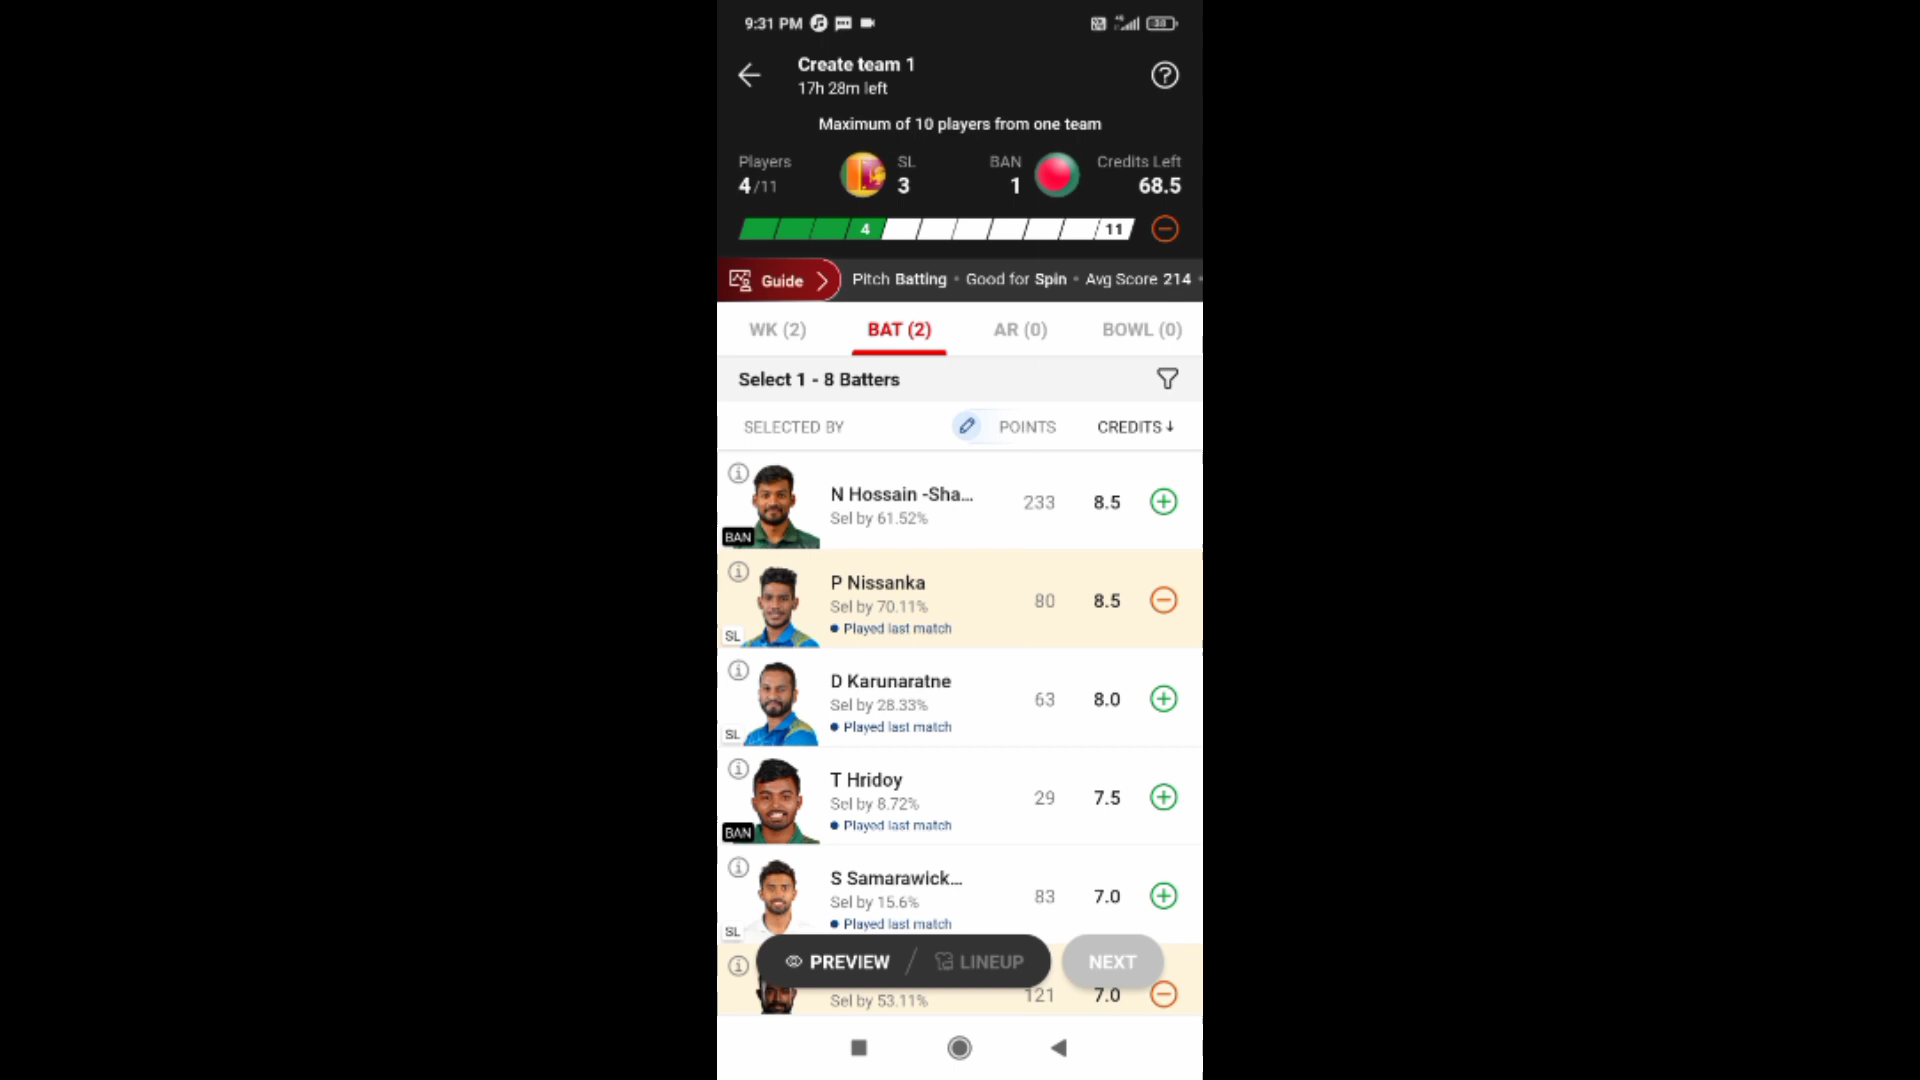 9:31 PM
38
Create team 1
17h 28m left
Maximum of 10 players from one team
Players SL BAN Credits Left
4/11 3 1 68.5
4 11
Guide Pitch Batting • Good for Spin • Avg Score 214
WK (2) BAT (2) AR (0) BOWL (0)
Select 1 - 8 Batters
SELECTED BY POINTS CREDITS↓
N Hossain -Sha... 233 8.5
Sel by 61.52%
BAN
P Nissanka
Sel by 70.11% 80 8.5
Played last match
SL
D Karunaratne
Sel by 28.33% 63 8.0
Played last match
SL
T Hridoy
Sel by 8.72% 29 7.5
Played last match
BAN
S Samarawick...
Sel by 15.6% 83 7.0
Played last match
SL
PREVIEW / LINEUP NEXT
Sel by 53.11% 121 7.0